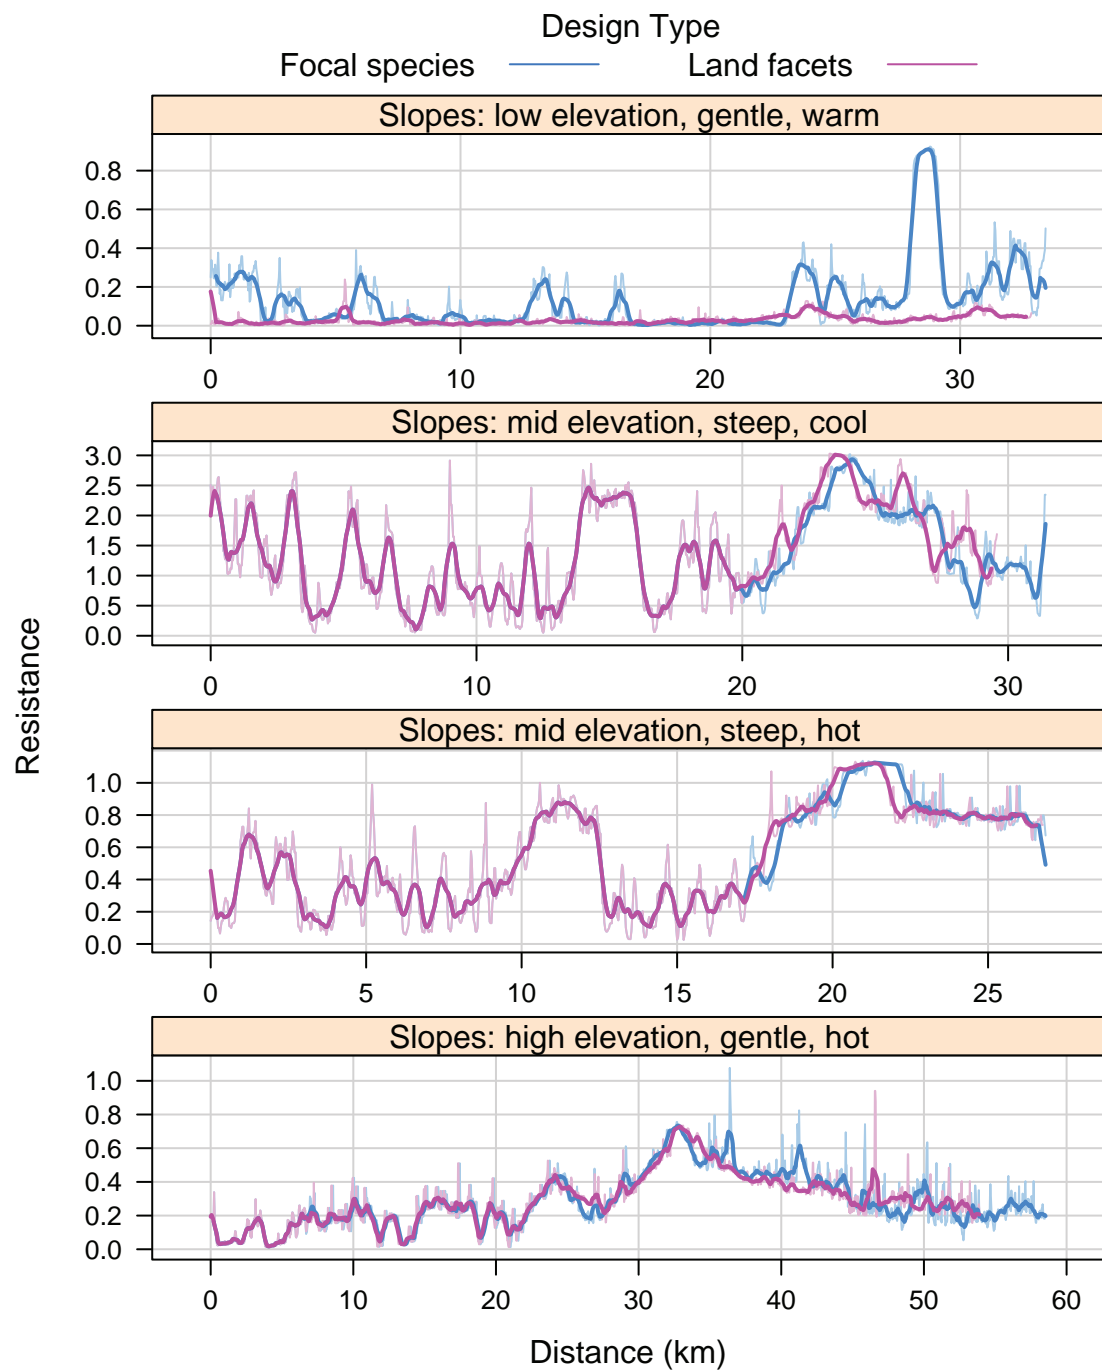 Design Type
Focal species Land facets
Slopes: low elevation, gentle, warm
0.8
0.6
0.4
0.2
0.0
0 10 20 30
Slopes: mid elevation, steep, cool
3.0
2.5
2.0
1.5
1.0
0.5
0.0
0 10 20 30
Resistance
Slopes: mid elevation, steep, hot
1.0
0.8
0.6
0.4
0.2
0.0
0 5 10 15 20 25
Slopes: high elevation, gentle, hot
1.0
0.8
0.6
0.4
0.2
0.0
0 10 20 30 40 50 60
Distance (km)